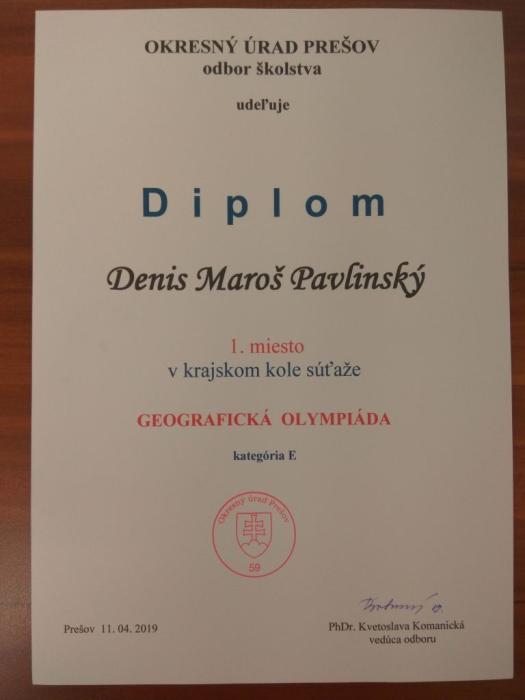 OKRESNÝ ÚRAD PREŠOV
odbor školstva
udeľuje
Diplom
Denis Maroš Pavlinský
1. miesto
v krajskom kole súťaže
GEOGRAFICKÁ OLYMPIÁDA
kategória E
Okresný úrad Prešov
59
Prešov 11. 04. 2019
PhDr. Kvetoslava Komanická
vedúca odboru